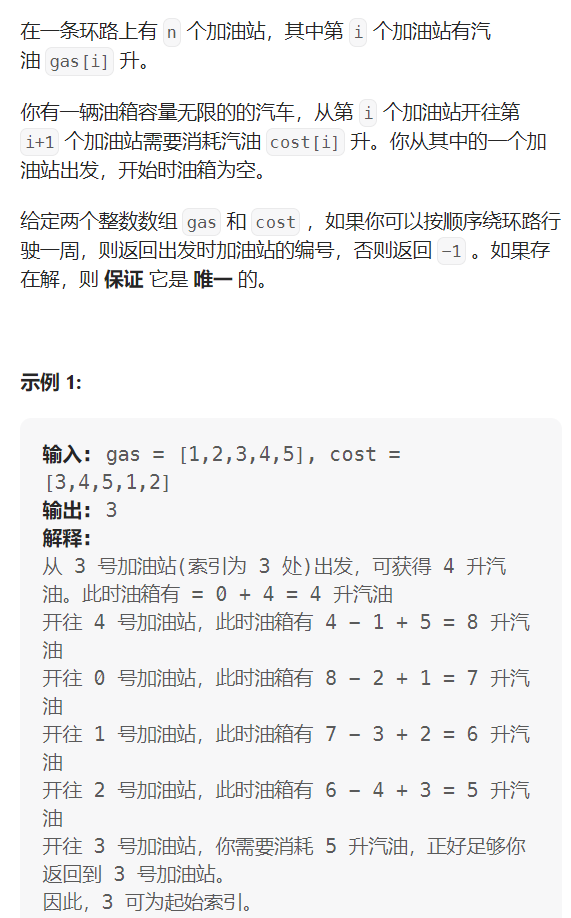 在一条环路上有 n 个加油站，其中第 i 个加油站有汽
油 gas[i] 升。
你有一辆油箱容量无限的的汽车，从第 i 个加油站开往第
i+1 个加油站需要消耗汽油 cost[i] 升。你从其中的一个加
油站出发，开始时油箱为空。
给定两个整数数组 gas 和 cost ，如果你可以按顺序绕环路行
驶一周，则返回出发时加油站的编号，否则返回 -1 。如果存
在解，则 保证 它是 唯一 的。
示例 1:
输入: gas = [1,2,3,4,5], cost =
[3,4,5,1,2]
输出: 3
解释:
从 3 号加油站(索引为 3 处)出发，可获得 4 升汽
油。此时油箱有 = 0 + 4 = 4 升汽油
开往 4 号加油站，此时油箱有 4 - 1 + 5 = 8 升汽
油
开往 0 号加油站，此时油箱有 8 - 2 + 1 = 7 升汽
油
开往 1 号加油站，此时油箱有 7 - 3 + 2 = 6 升汽
油
开往 2 号加油站，此时油箱有 6 - 4 + 3 = 5 升汽
油
开往 3 号加油站，你需要消耗 5 升汽油，正好足够你
返回到 3 号加油站。
因此，3 可为起始索引。